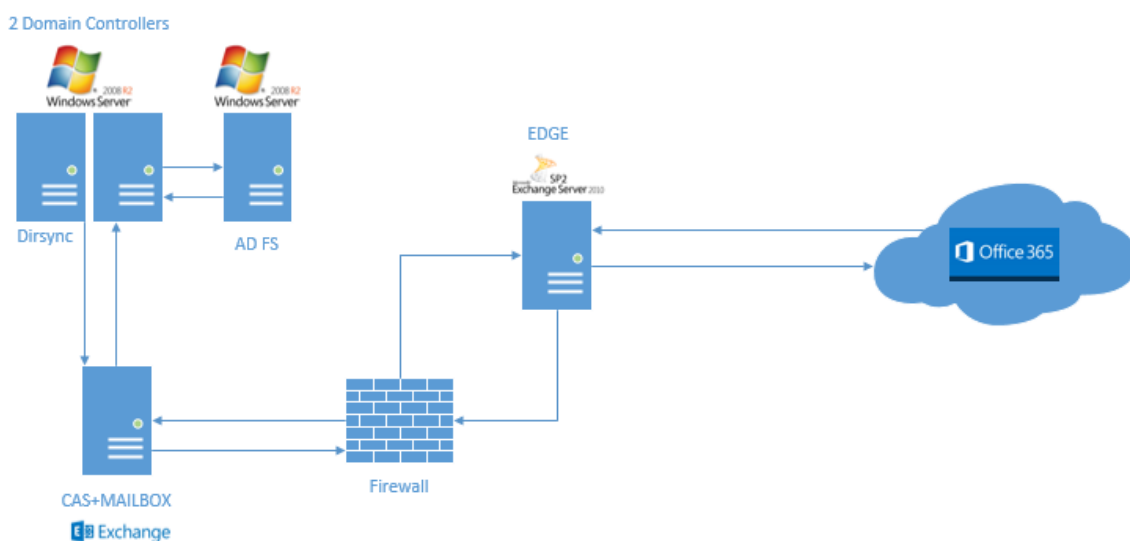 2 Domain Controllers
2008 R2
Windows Server
2008 R2
Windows Server
Dirsync
AD FS
EDGE
SP2
Microsoft
Exchange Server 2010
Office 365
Firewall
CAS+MAILBOX
E Exchange